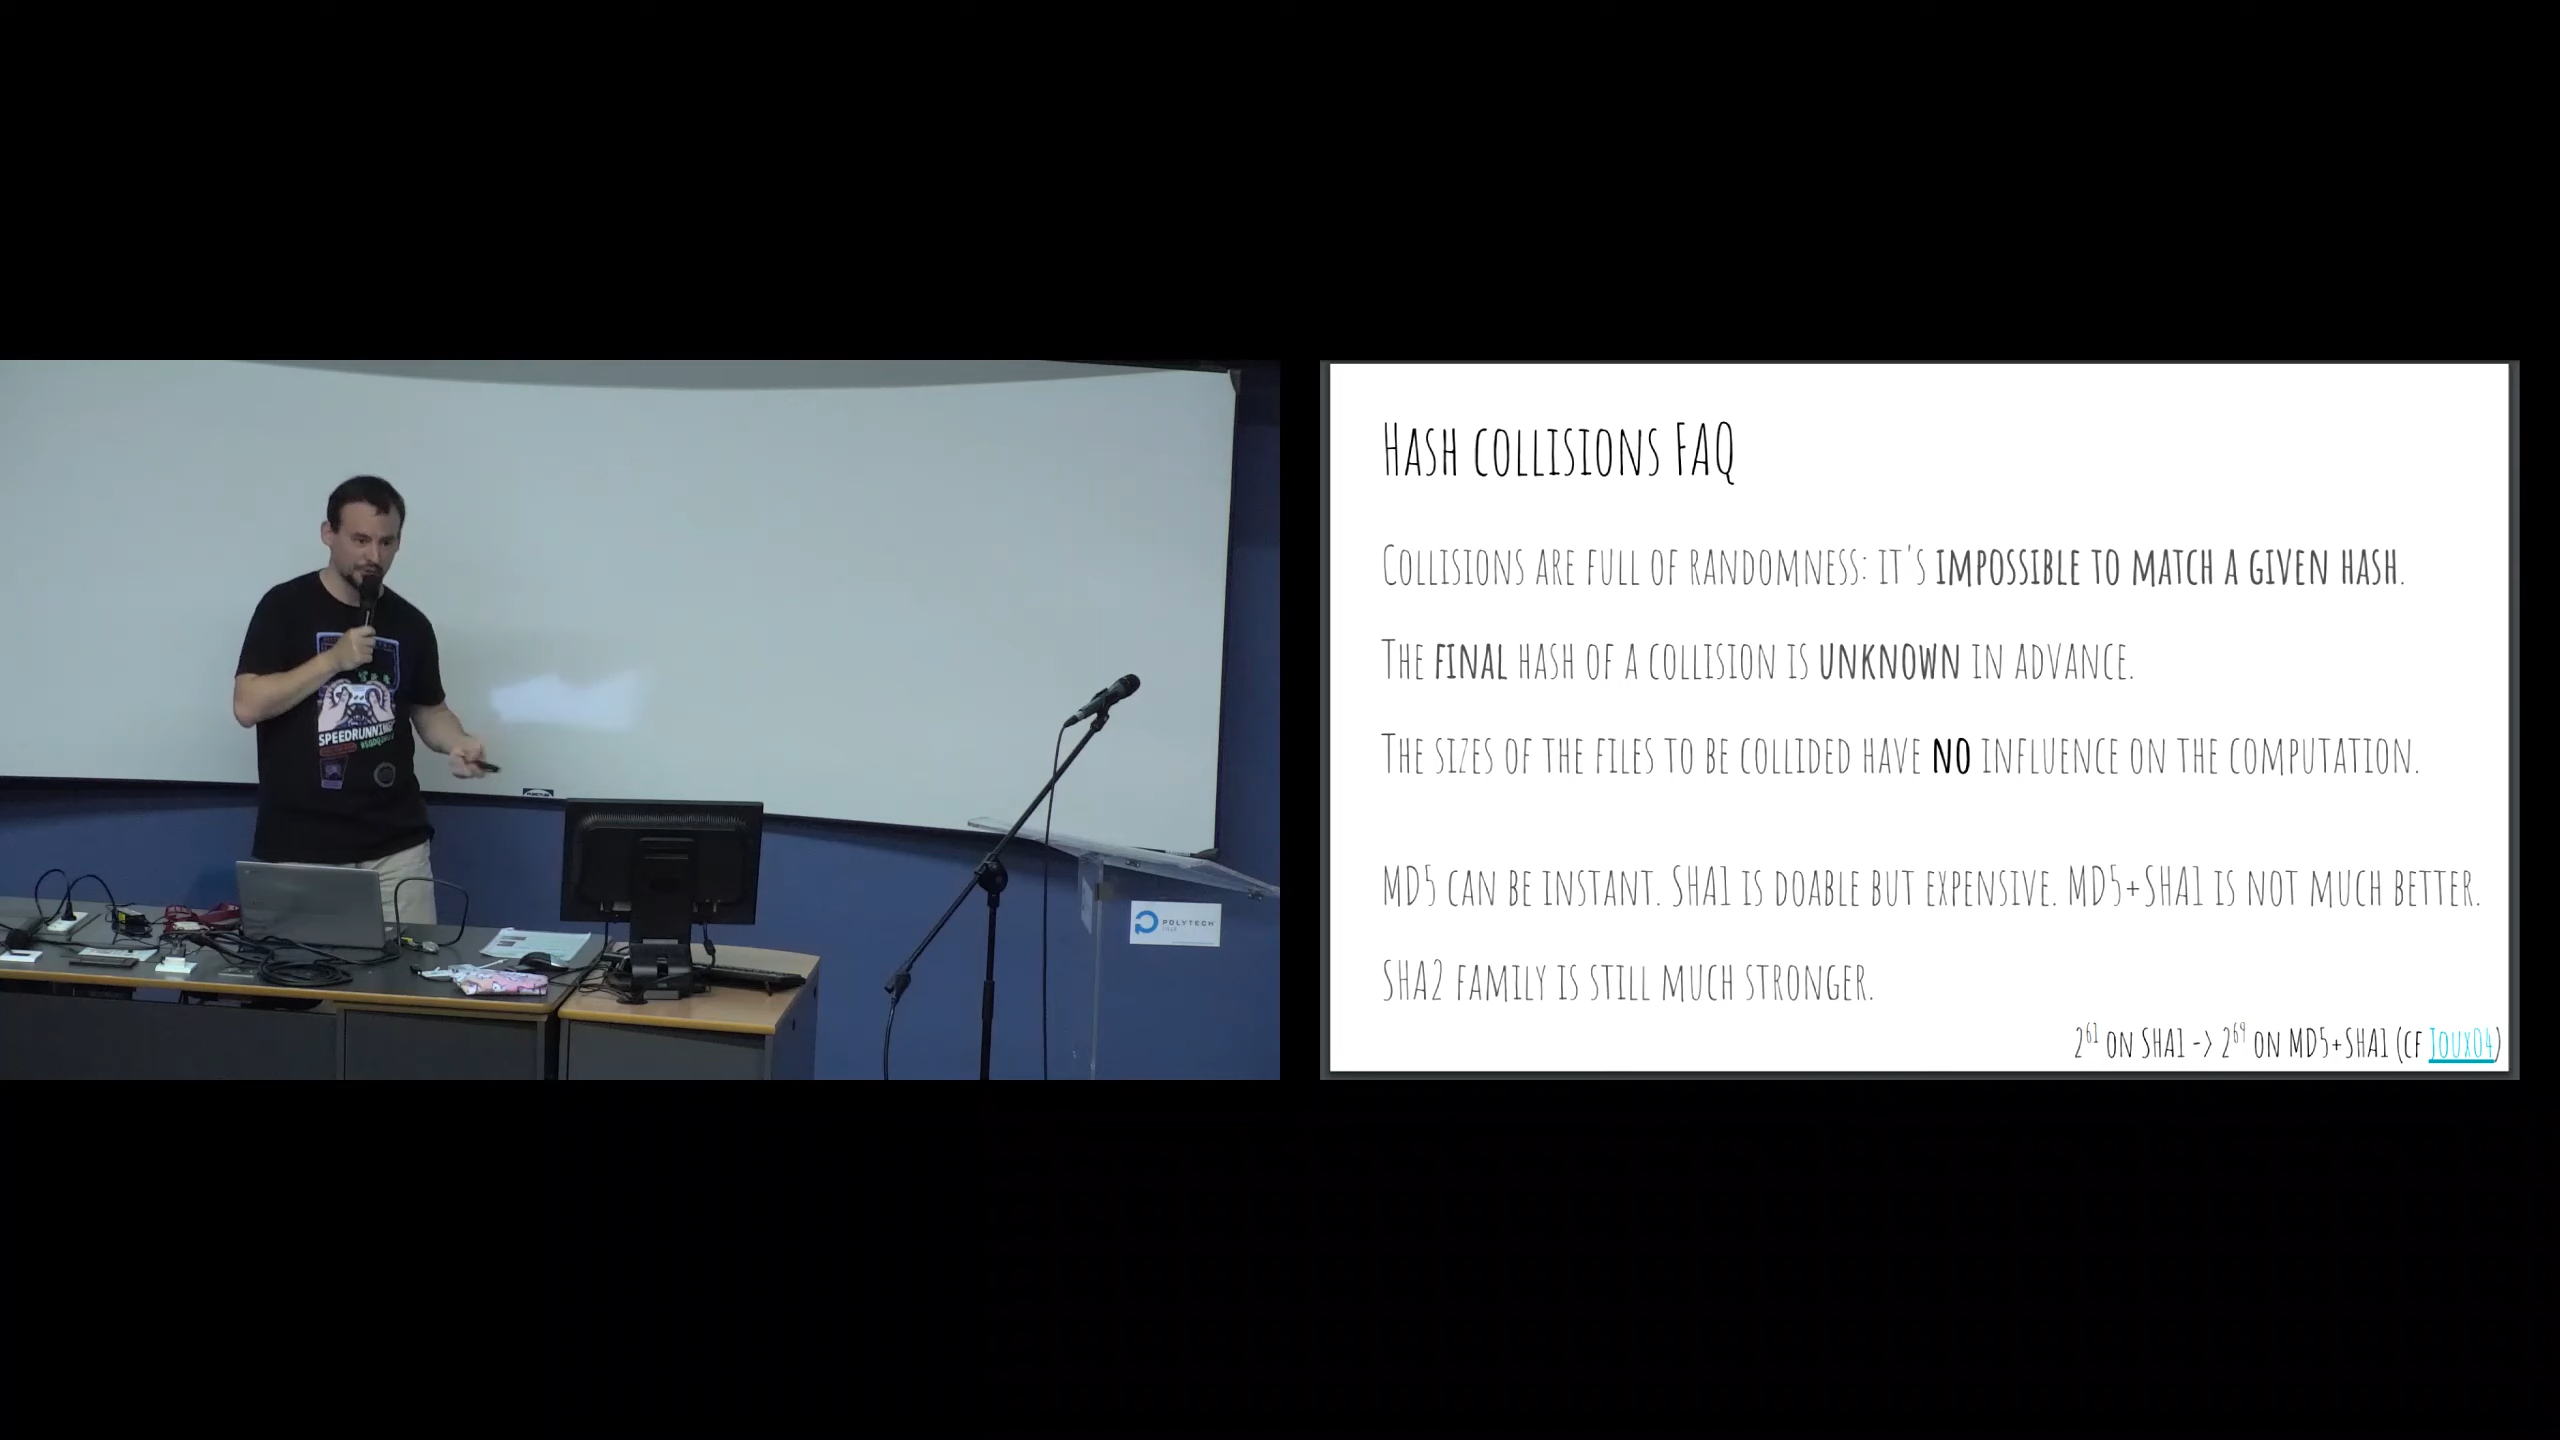 SPEEDRUNNING
POLYTECH
LILLE
HASH COLLISIONS FAQ
COLLISIONS ARE FULL OF RANDOMNESS: IT'S IMPOSSIBLE TO MATCH A GIVEN HASH.
THE FINAL HASH OF A COLLISION IS UNKNOWN IN ADVANCE.
THE SIZES OF THE FILES TO BE COLLIDED HAVE NO INFLUENCE ON THE COMPUTATION.
MD5 CAN BE INSTANT. SHA1 IS DOABLE BUT EXPENSIVE. MD5+SHA1 IS NOT MUCH BETTER.
SHA2 FAMILY IS STILL MUCH STRONGER.
2^61 ON SHA1 -> 2^69 ON MD5+SHA1 (CF JOUX04)